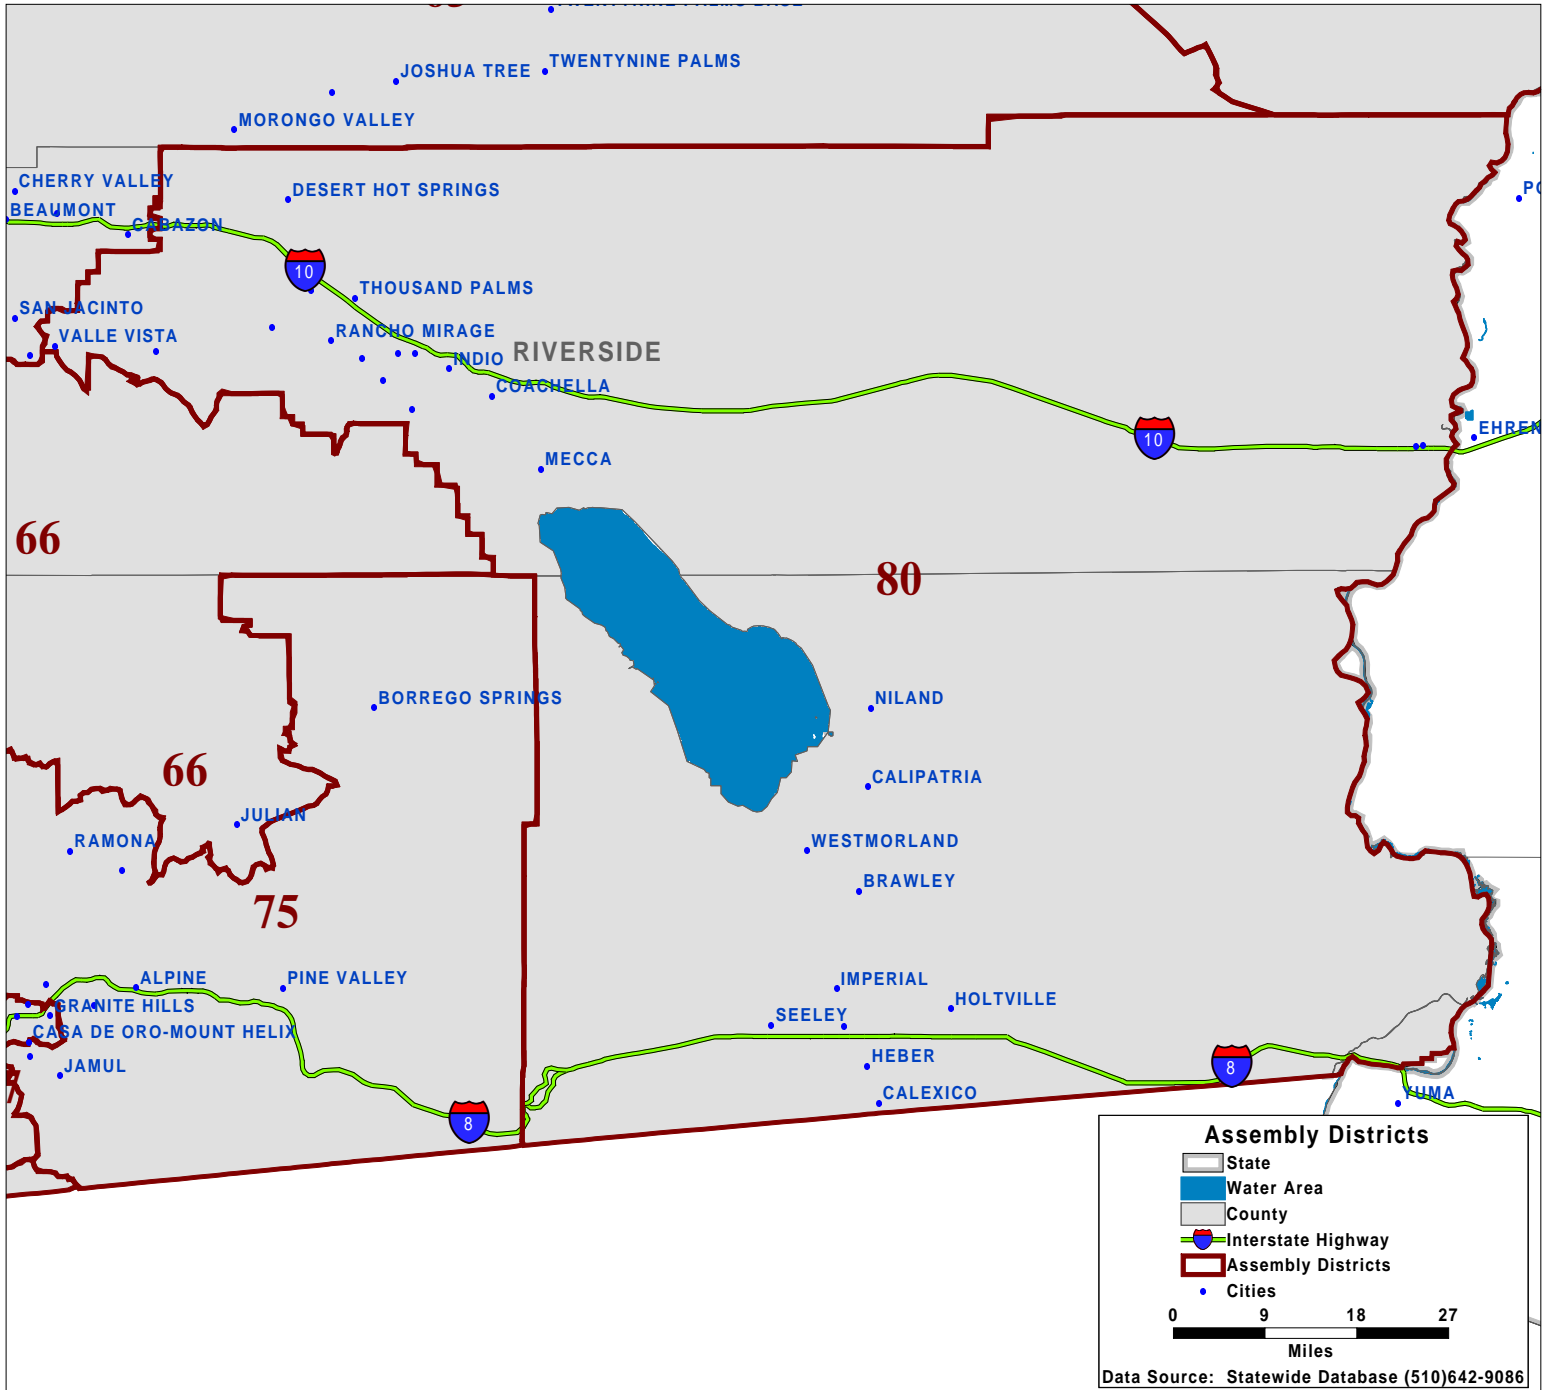 JOSHUA TREE
TWENTYNINE PALMS
MORONGO VALLEY
CHERRY VALLEY
DESERT HOT SPRINGS
BEAUMONT
CABAZON
10
THOUSAND PALMS
SAN JACINTO
VALLE VISTA
RANCHO MIRAGE
RIVERSIDE
INDIO
COACHELLA
10
EHREN
MECCA
66
80
BORREGO SPRINGS
NILAND
66
CALIPATRIA
JULIAN
RAMONA
WESTMORLAND
BRAWLEY
75
ALPINE
PINE VALLEY
IMPERIAL
HOLTVILLE
GRANITE HILLS
SEELEY
CASA DE ORO-MOUNT HELIX
HEBER
JAMUL
8
CALEXICO
YUMA
8
Assembly Districts
State
Water Area
County
Interstate Highway
Assembly Districts
Cities
0 9 18 27
Miles
Data Source: Statewide Database (510)642-9086